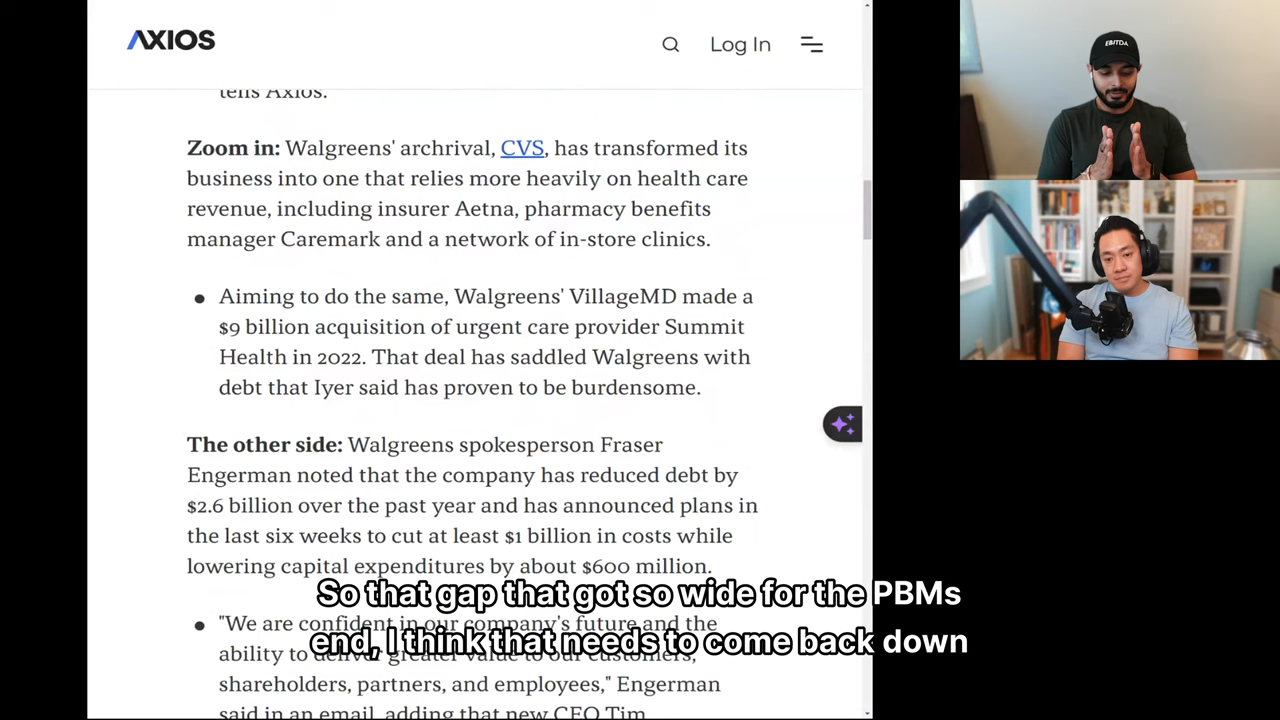 AXIOS
Log In
tells Axios.
Zoom in: Walgreens' archrival, CVS, has transformed its
business into one that relies more heavily on health care
revenue, including insurer Aetna, pharmacy benefits
manager Caremark and a network of in-store clinics.
Aiming to do the same, Walgreens' VillageMD made a
$9 billion acquisition of urgent care provider Summit
Health in 2022. That deal has saddled Walgreens with
debt that Iyer said has proven to be burdensome.
The other side: Walgreens spokesperson Fraser
Engerman noted that the company has reduced debt by
$2.6 billion over the past year and has announced plans in
the last six weeks to cut at least $1 billion in costs while
lowering capital expenditures by about $600 million.
"We are confident in our company's future and the
ability to deliver greater value to our customers,
shareholders, partners, and employees," Engerman
said in an email, adding that new CEO Tim
So that gap that got so wide for the PBMs
end, I think that needs to come back down
EBITDA